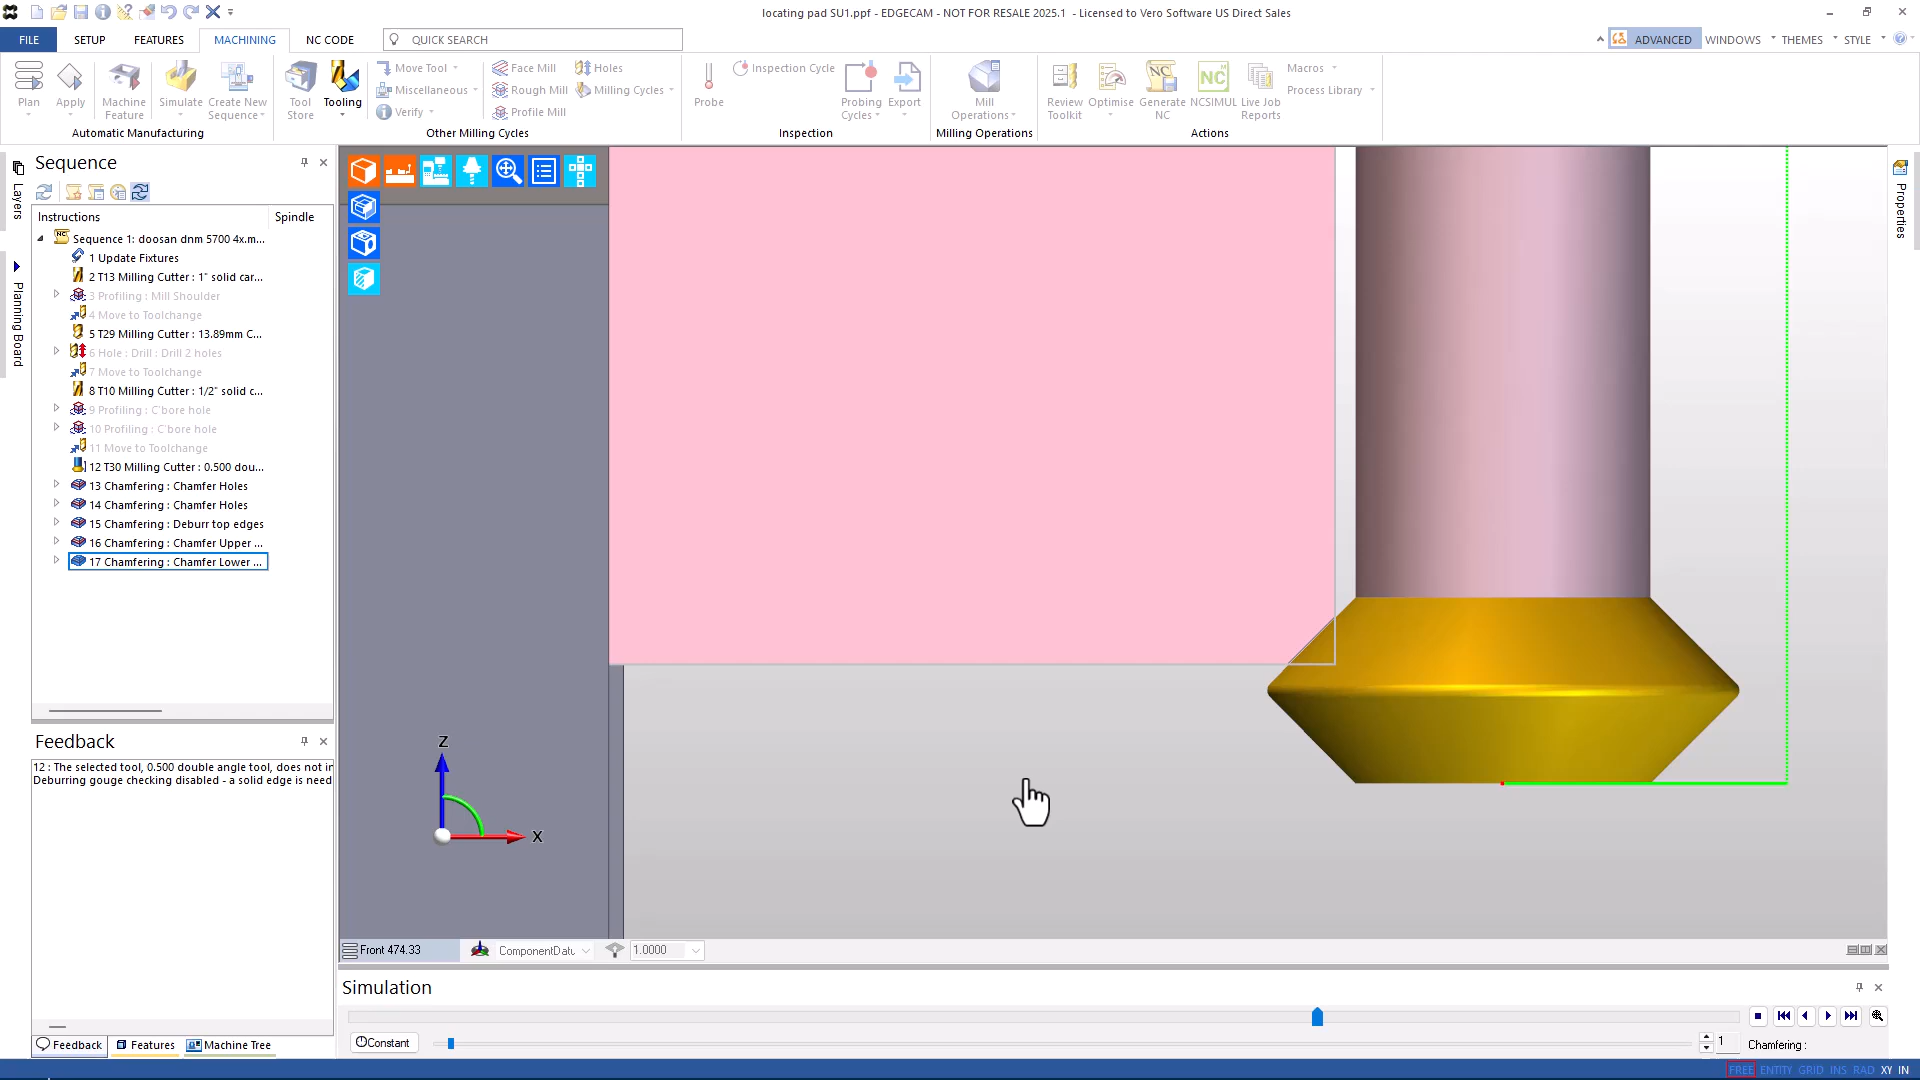 locating pad SU1.ppf - EDGECAM - NOT FOR RESALE 2025.1 - Licensed to Vero Software US Direct Sales
FILE SETUP FEATURES MACHINING NC CODE QUICK SEARCH ADVANCED WINDOWS THEMES STYLE
Plan Apply Machine Feature Simulate Create New Sequence
Automatic Manufacturing
Tool Store Tooling
Move Tool
Miscellaneous
Verify
Face Mill
Rough Mill
Profile Mill
Holes
Milling Cycles
Other Milling Cycles
Probe
Inspection Cycle
Probing Cycles Export
Inspection
Mill Operations
Milling Operations
Review Toolkit Optimise Generate NC NCSIMUL Live Job Reports
Macros
Process Library
Actions
Layers
Planning Board
Sequence
Instructions Spindle
Sequence 1: doosan dnm 5700 4x.m...
1 Update Fixtures
2 T13 Milling Cutter : 1" solid car...
3 Profiling : Mill Shoulder
4 Move to Toolchange
5 T29 Milling Cutter : 13.89mm C...
6 Hole : Drill : Drill 2 holes
7 Move to Toolchange
8 T10 Milling Cutter : 1/2" solid c...
9 Profiling : C'bore hole
10 Profiling : C'bore hole
11 Move to Toolchange
12 T30 Milling Cutter : 0.500 dou...
13 Chamfering : Chamfer Holes
14 Chamfering : Chamfer Holes
15 Chamfering : Deburr top edges
16 Chamfering : Chamfer Upper ...
17 Chamfering : Chamfer Lower ...
Feedback
12 : The selected tool, 0.500 double angle tool, does not in
Deburring gouge checking disabled - a solid edge is need
Feedback Features Machine Tree
Z
X
Properties
Front 474.33 ComponentDatu 1.0000
Simulation
Constant 1 Chamfering :
FREE ENTITY GRID INS RAD XY IN